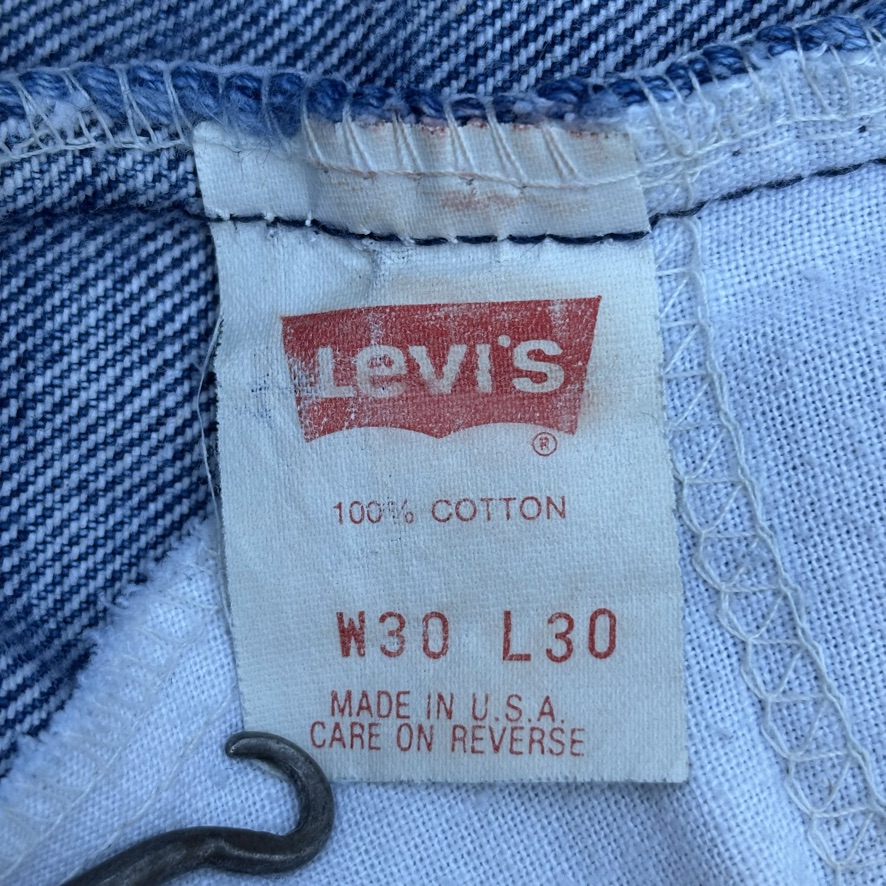 Levi's
®
100% COTTON
W30 L30
MADE IN U.S.A.
CARE ON REVERSE